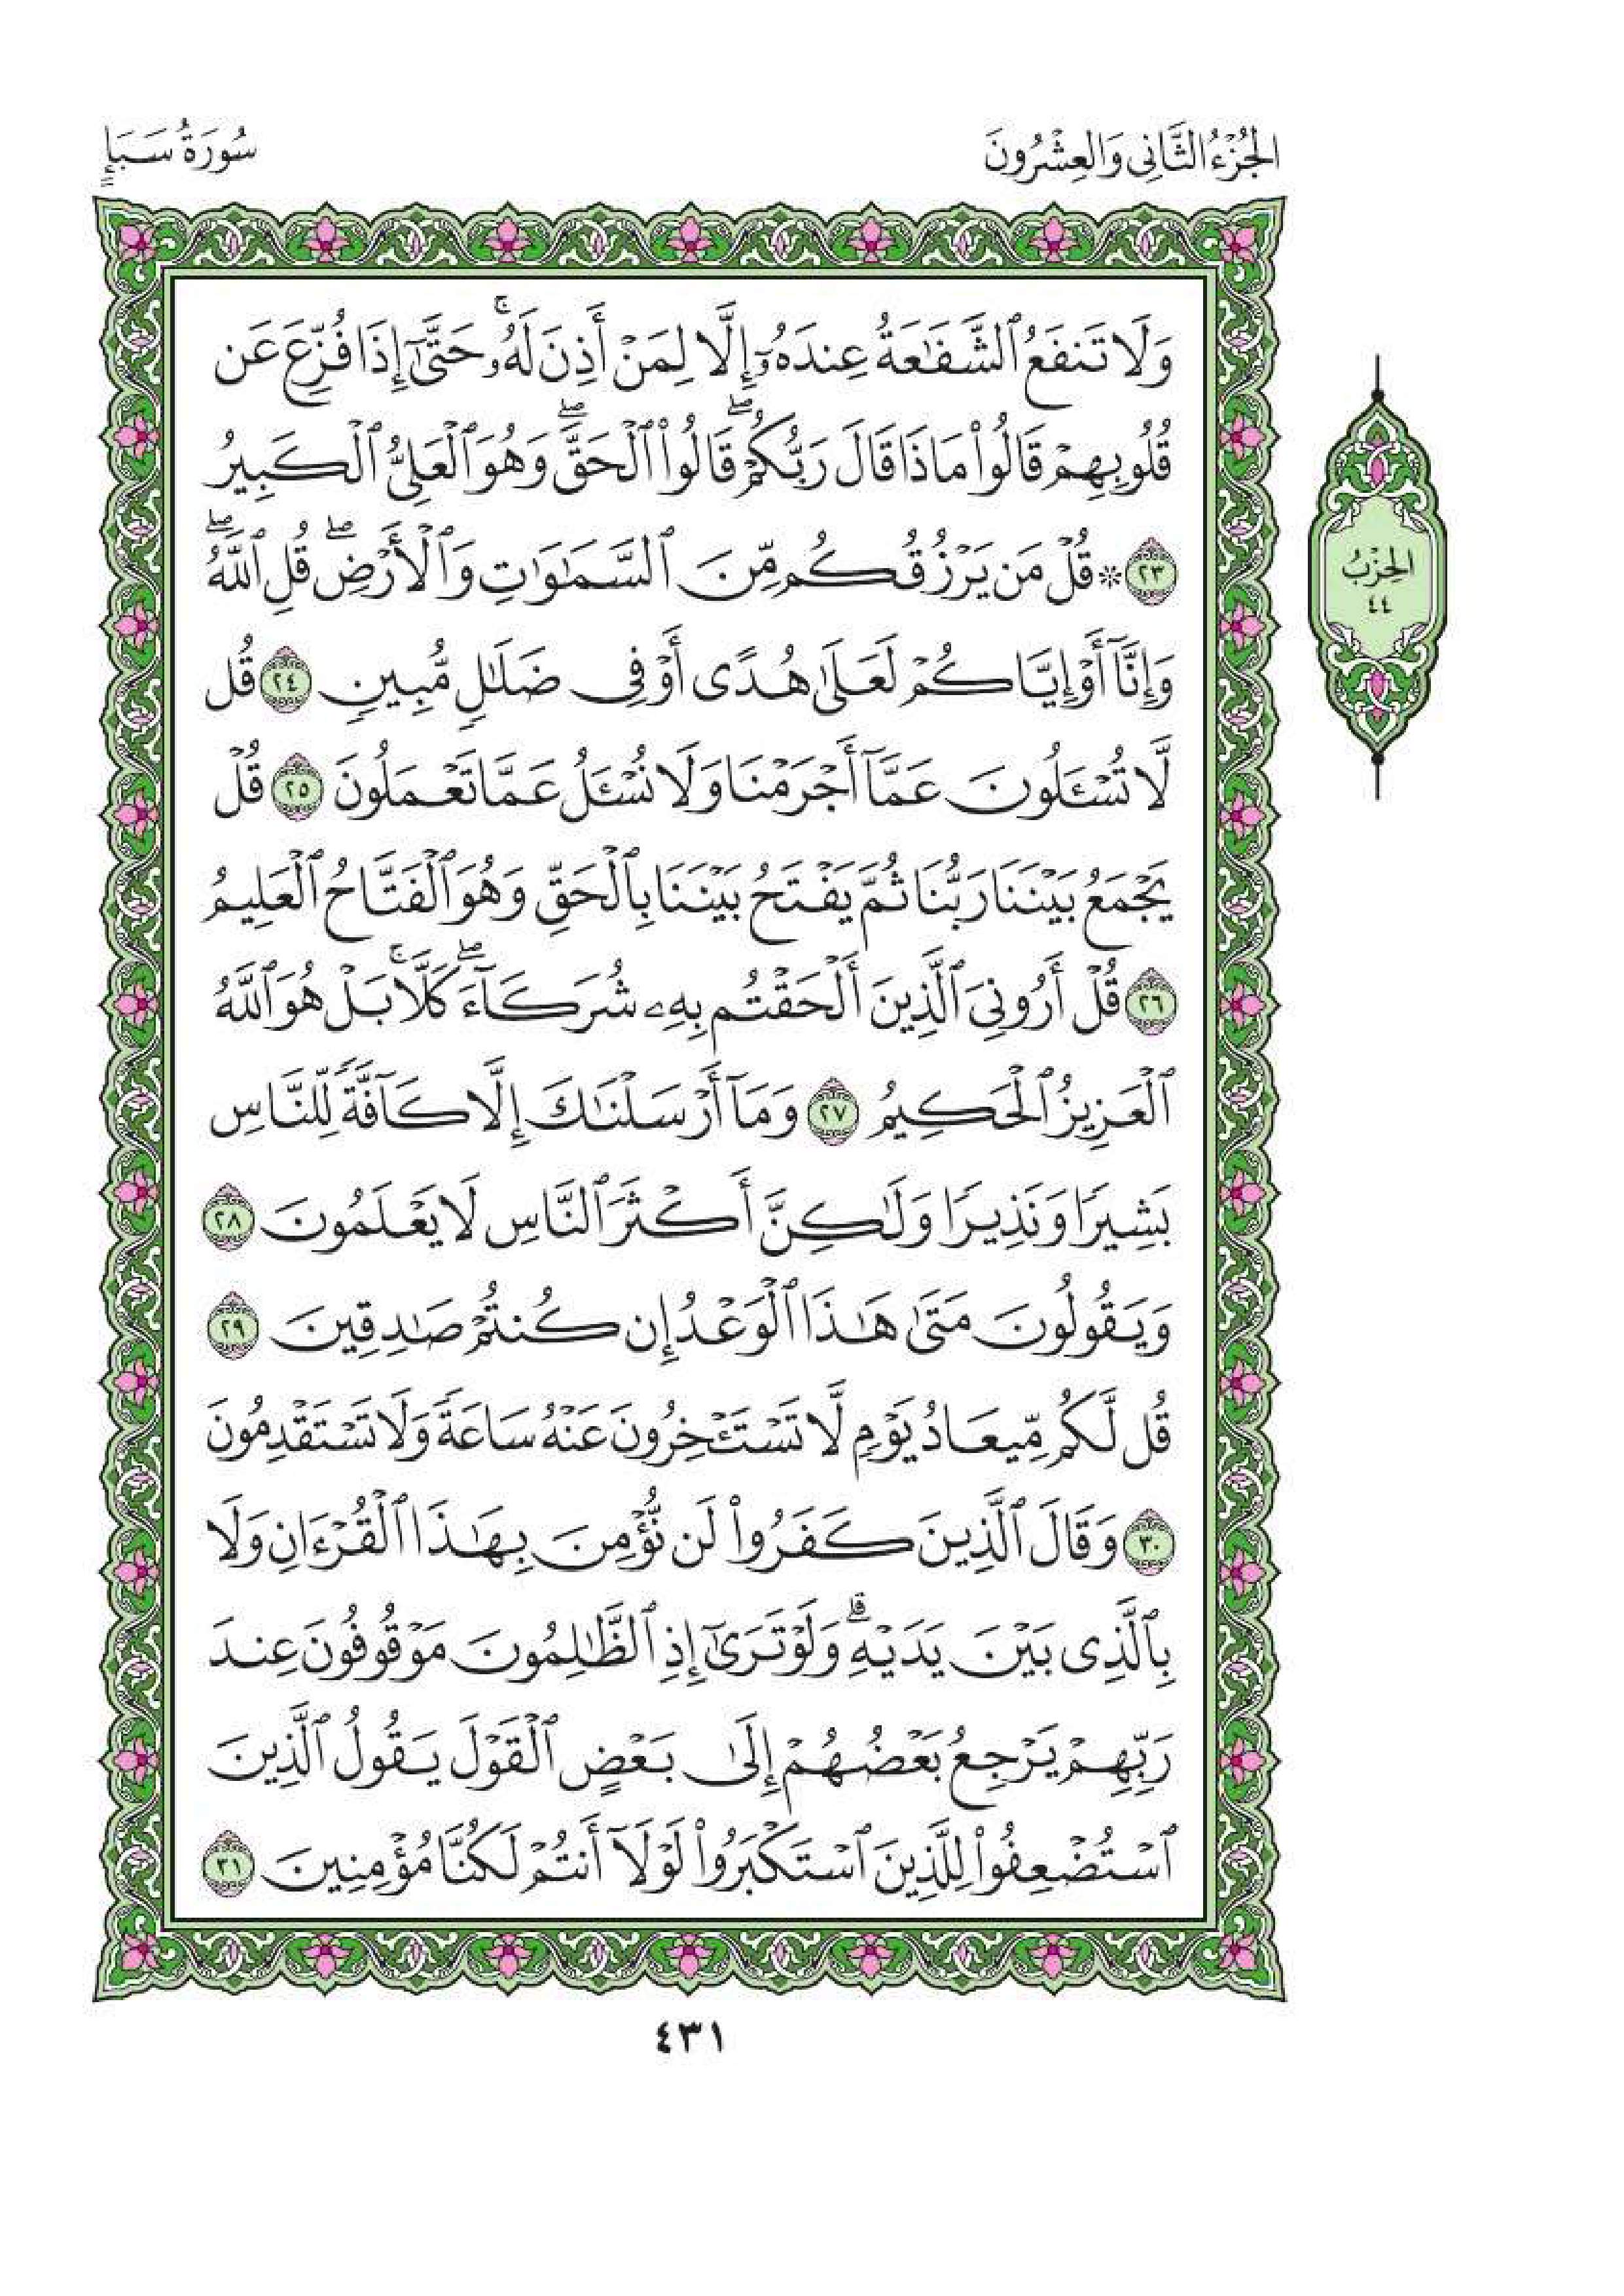 الجُزْءُ الثَّانِي وَالعِشْرُونَ
سُورَةُ سَبَإٍ
وَلَا تَنفَعُ ٱلشَّفَٰعَةُ عِندَهُۥٓ إِلَّا لِمَنْ أَذِنَ لَهُۥۚ حَتَّىٰٓ إِذَا فُزِّعَ عَن
قُلُوبِهِمْ قَالُوا۟ مَاذَا قَالَ رَبُّكُمْۖ قَالُوا۟ ٱلْحَقَّۖ وَهُوَ ٱلْعَلِىُّ ٱلْكَبِيرُ
٢٣ ۞ قُلْ مَن يَرْزُقُكُم مِّنَ ٱلسَّمَٰوَٰتِ وَٱلْأَرْضِۖ قُلِ ٱللَّهُۖ
وَإِنَّآ أَوْ إِيَّاكُمْ لَعَلَىٰ هُدًى أَوْ فِى ضَلَٰلٍ مُّبِينٍ ٢٤ قُل
لَّا تُسْـَٔلُونَ عَمَّآ أَجْرَمْنَا وَلَا نُسْـَٔلُ عَمَّا تَعْمَلُونَ ٢٥ قُلْ
يَجْمَعُ بَيْنَنَا رَبُّنَا ثُمَّ يَفْتَحُ بَيْنَنَا بِٱلْحَقِّ وَهُوَ ٱلْفَتَّاحُ ٱلْعَلِيمُ
٢٦ قُلْ أَرُونِىَ ٱلَّذِينَ أَلْحَقْتُم بِهِۦ شُرَكَآءَۖ كَلَّاۚ بَلْ هُوَ ٱللَّهُ
ٱلْعَزِيزُ ٱلْحَكِيمُ ٢٧ وَمَآ أَرْسَلْنَٰكَ إِلَّا كَآفَّةً لِّلنَّاسِ
بَشِيرًا وَنَذِيرًا وَلَٰكِنَّ أَكْثَرَ ٱلنَّاسِ لَا يَعْلَمُونَ ٢٨
وَيَقُولُونَ مَتَىٰ هَٰذَا ٱلْوَعْدُ إِن كُنتُمْ صَٰدِقِينَ ٢٩
قُل لَّكُم مِّيعَادُ يَوْمٍ لَّا تَسْتَـْٔخِرُونَ عَنْهُ سَاعَةً وَلَا تَسْتَقْدِمُونَ
٣٠ وَقَالَ ٱلَّذِينَ كَفَرُوا۟ لَن نُّؤْمِنَ بِهَٰذَا ٱلْقُرْءَانِ وَلَا
بِٱلَّذِى بَيْنَ يَدَيْهِۗ وَلَوْ تَرَىٰٓ إِذِ ٱلظَّٰلِمُونَ مَوْقُوفُونَ عِندَ
رَبِّهِمْ يَرْجِعُ بَعْضُهُمْ إِلَىٰ بَعْضٍ ٱلْقَوْلَ يَقُولُ ٱلَّذِينَ
ٱسْتُضْعِفُوا۟ لِلَّذِينَ ٱسْتَكْبَرُوا۟ لَوْلَآ أَنتُمْ لَكُنَّا مُؤْمِنِينَ ٣١
الحِزْبُ
٤٤
٤٣١